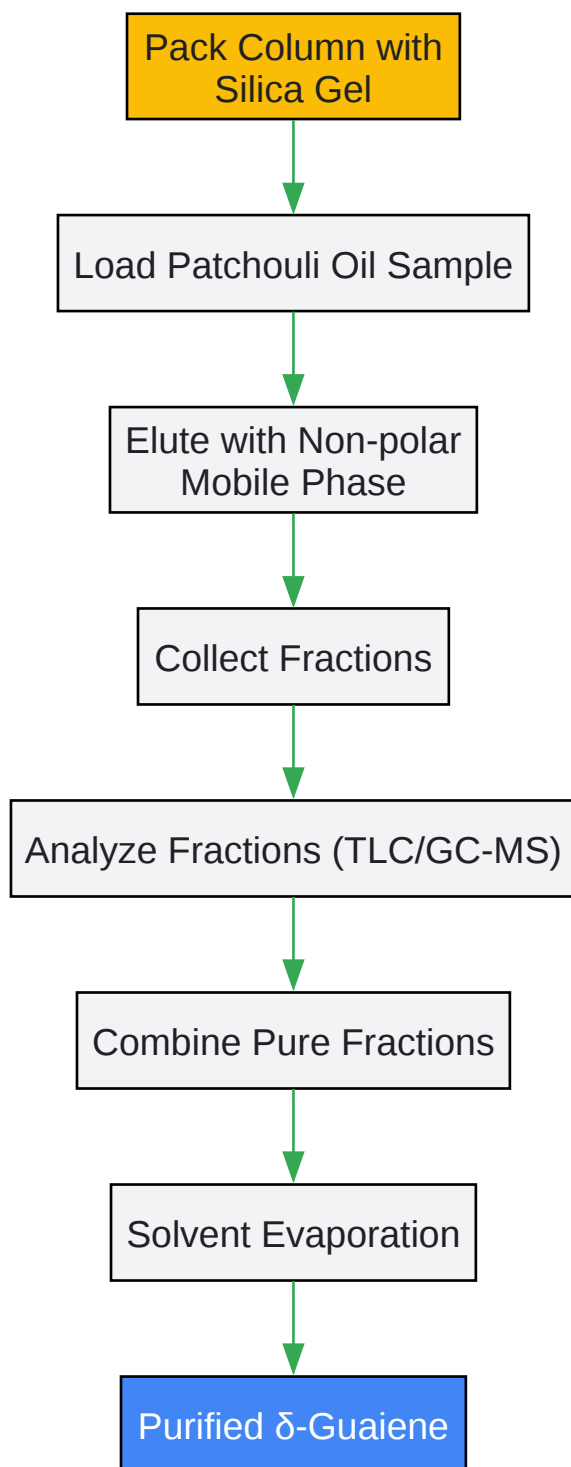 Pack Column with
Silica Gel
Load Patchouli Oil Sample
Elute with Non-polar
Mobile Phase
Collect Fractions
Analyze Fractions (TLC/GC-MS)
Combine Pure Fractions
Solvent Evaporation
Purified δ-Guaiene